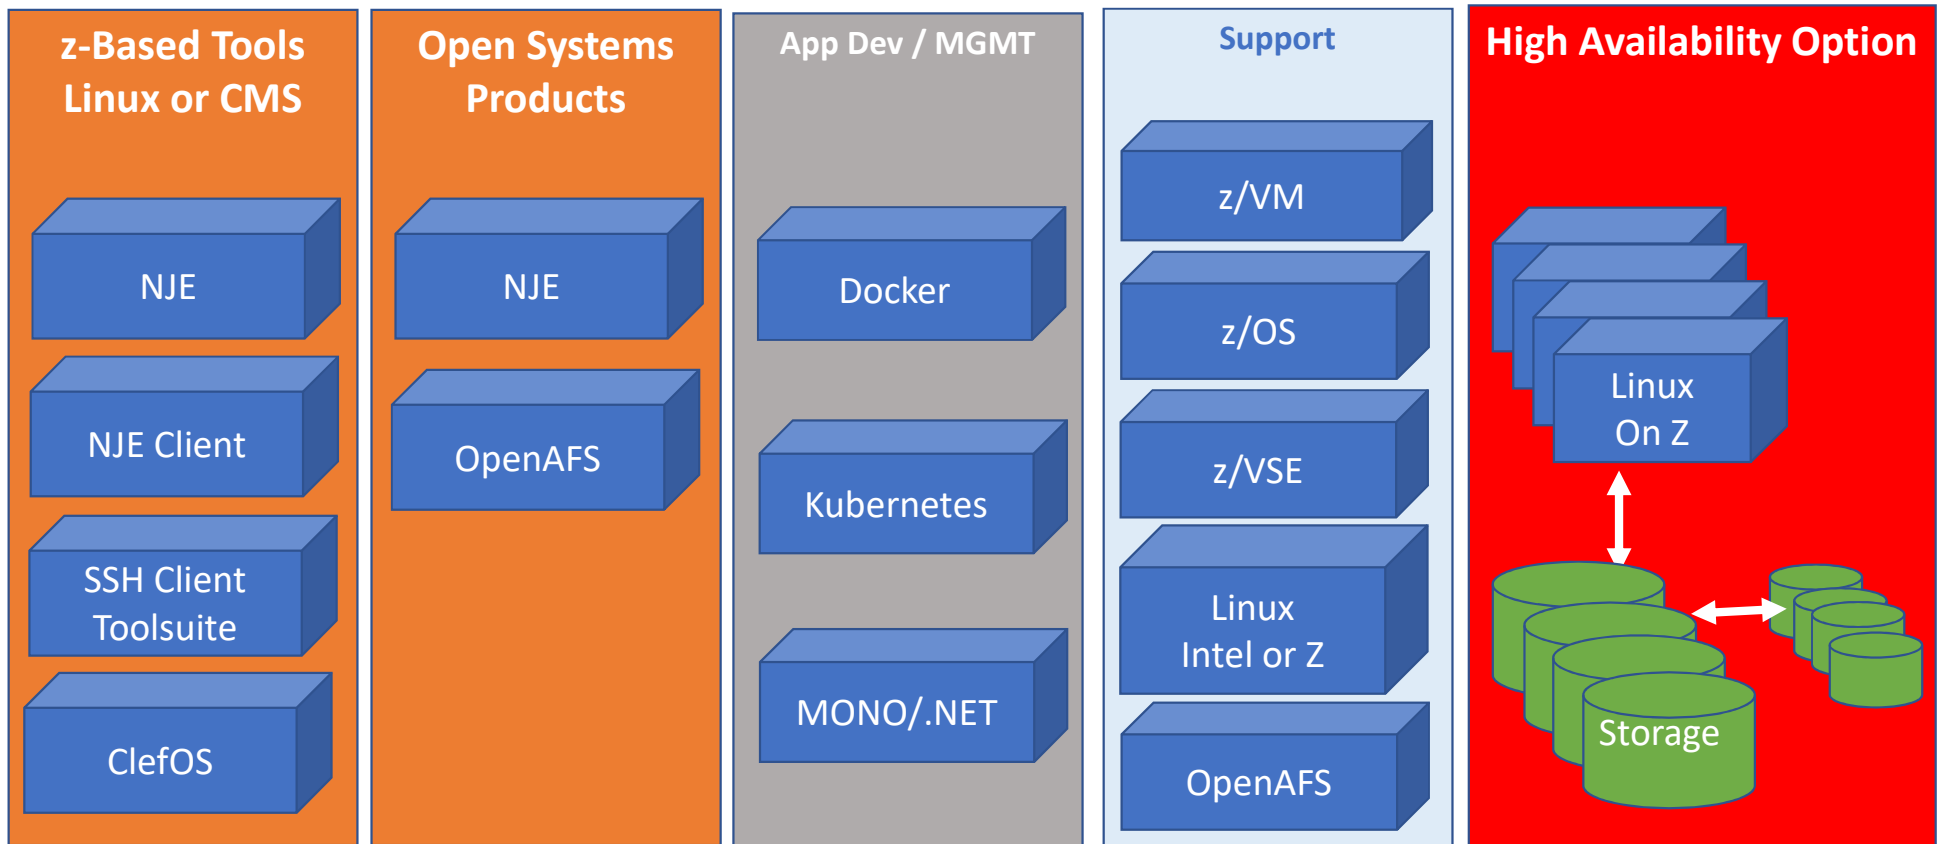 z-Based Tools
Linux or CMS
NJE
NJE Client
SSH Client
Toolsuite
ClefOS
Open Systems
Products
NJE
OpenAFS
App Dev / MGMT
Docker
Kubernetes
MONO/.NET
Support
z/VM
z/OS
z/VSE
Linux
Intel or Z
OpenAFS
High Availability Option
Linux
On Z
Storage